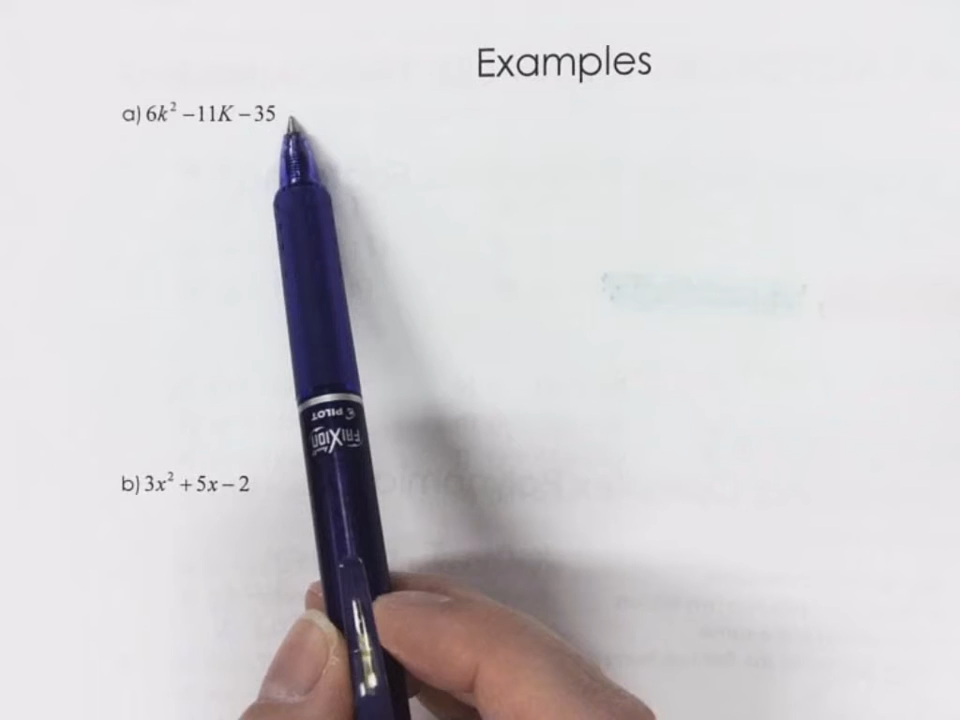 Examples
a) 6k² −11K −35
PILOT
FRIXION
b) 3x² +5x − 2